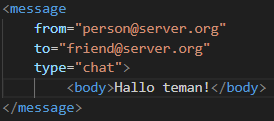 <message
from="person@server.org"
to="friend@server.org"
type="chat">
<body>Hallo teman!</body>
</message>